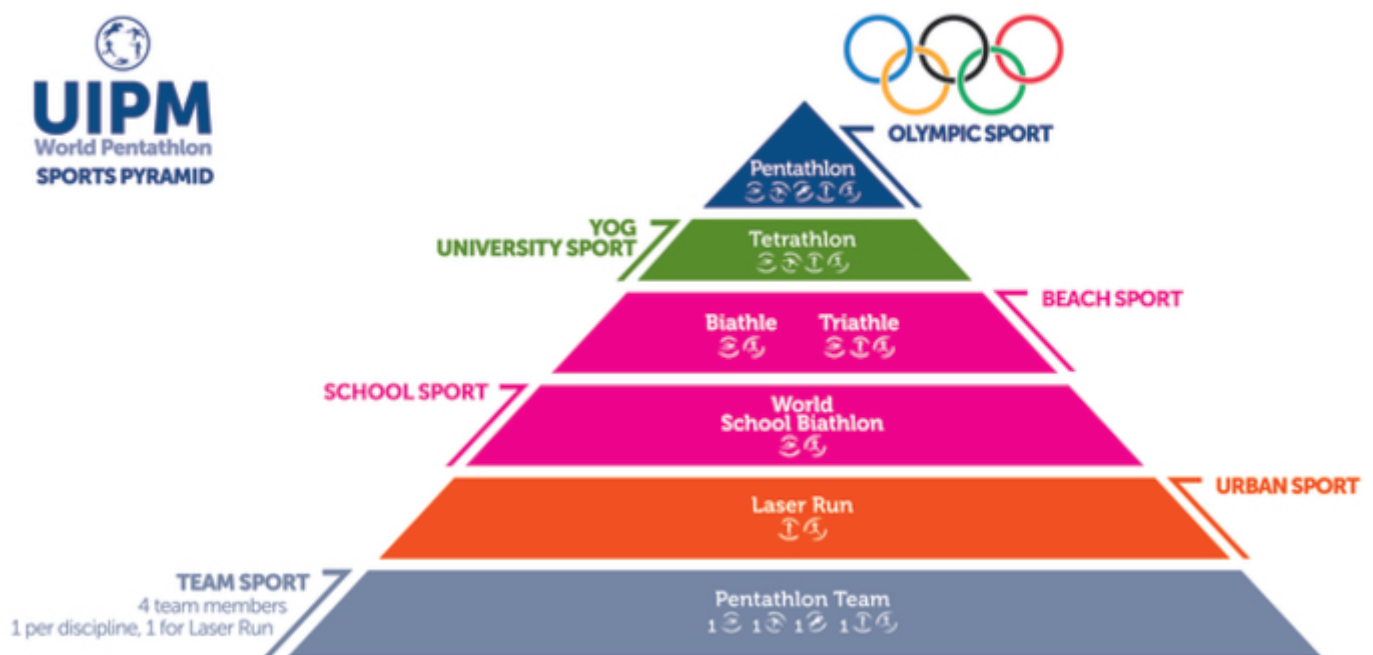 UIPM
World Pentathlon
SPORTS PYRAMID
OLYMPIC SPORT
Pentathlon
YOG
UNIVERSITY SPORT
Tetrathlon
BEACH SPORT
Biathle
Triathle
SCHOOL SPORT
World
School Biathlon
URBAN SPORT
Laser Run
TEAM SPORT
4 team members
1 per discipline, 1 for Laser Run
Pentathlon Team
1 1 1 1